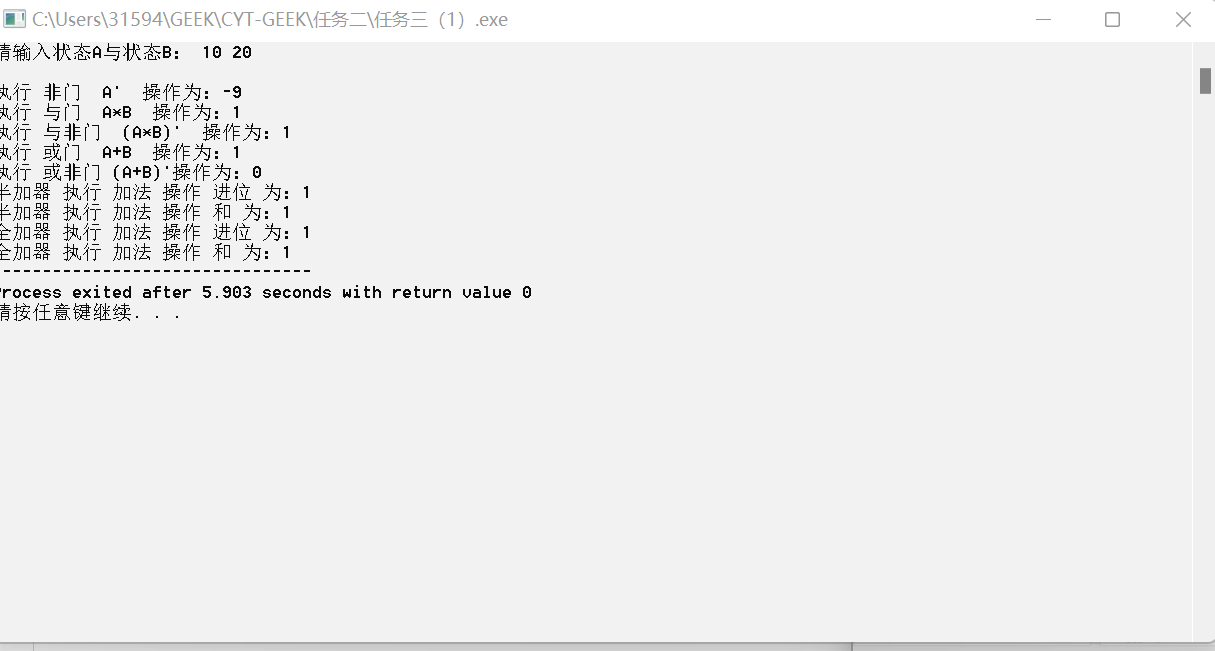 C:\Users\31594\GEEK\CYT-GEEK\任务二\任务三（1）.exe
请输入状态A与状态B： 10 20
执行 非门  A'  操作为：-9
执行 与门  A*B  操作为：1
执行 与非门  (A*B)'  操作为：1
执行 或门  A+B  操作为：1
执行 或非门 (A+B)'操作为：0
半加器 执行 加法 操作 进位 为：1
半加器 执行 加法 操作 和 为：1
全加器 执行 加法 操作 进位 为：1
全加器 执行 加法 操作 和 为：1
--------------------------------
Process exited after 5.903 seconds with return value 0
请按任意键继续. . .